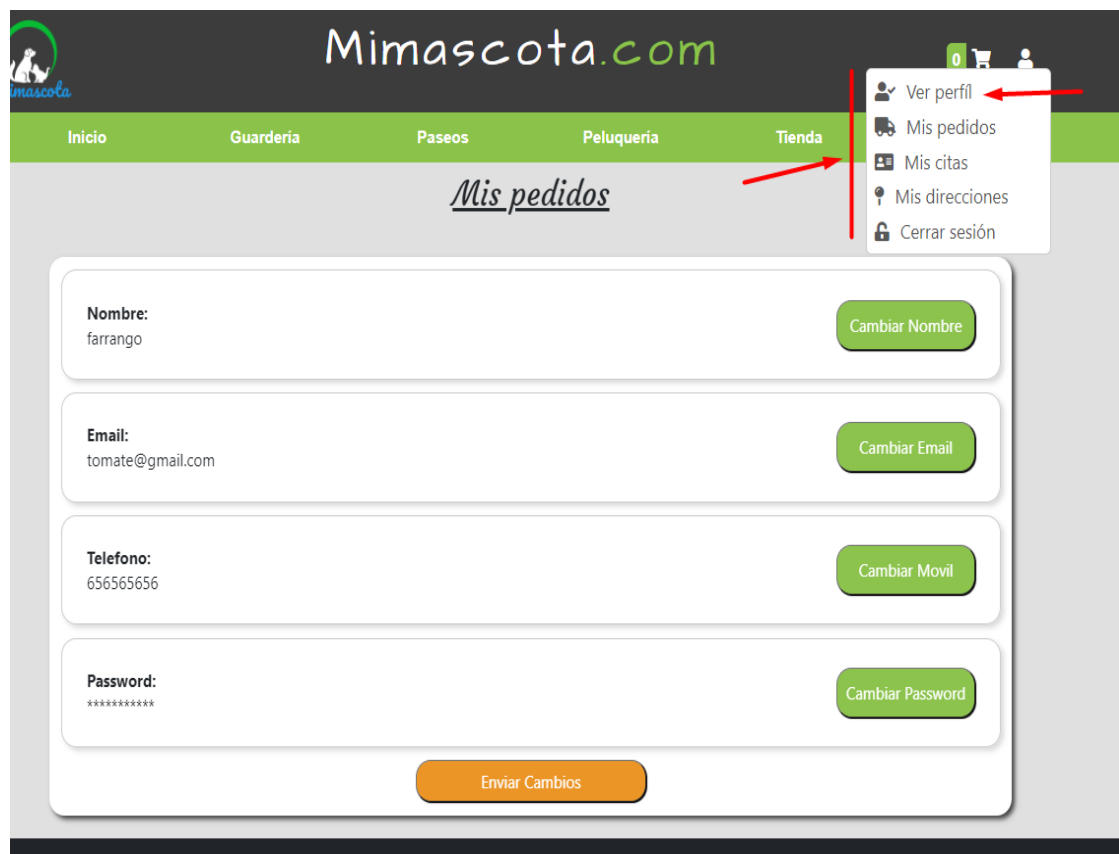 Mimascota.com
imascota
0
Ver perfíl
Mis pedidos
Mis citas
Mis direcciones
Cerrar sesión
Inicio
Guardería
Paseos
Peluquería
Tienda
Mis pedidos
Nombre:
farrango
Cambiar Nombre
Email:
tomate@gmail.com
Cambiar Email
Telefono:
656565656
Cambiar Movil
Password:
***********
Cambiar Password
Enviar Cambios